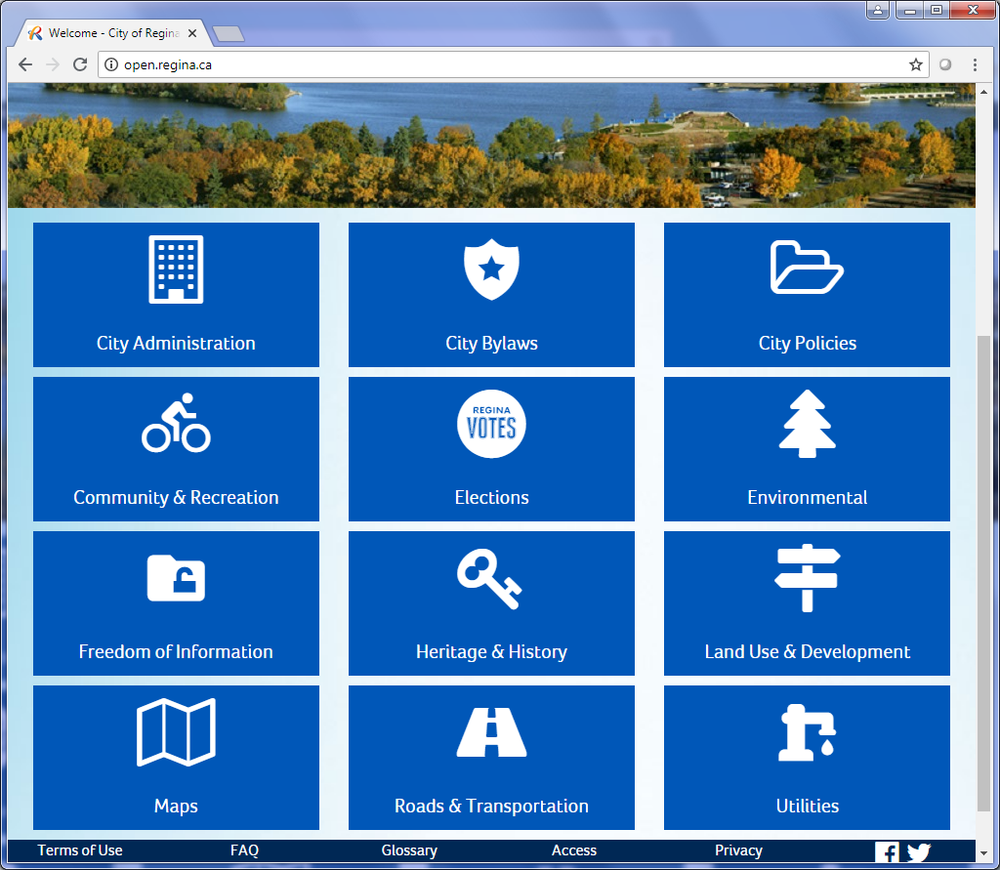 Welcome - City of Regina
open.regina.ca
City Administration
City Bylaws
City Policies
Community & Recreation
REGINA
VOTES
Elections
Environmental
Freedom of Information
Heritage & History
Land Use & Development
Maps
Roads & Transportation
Utilities
Terms of Use
FAQ
Glossary
Access
Privacy